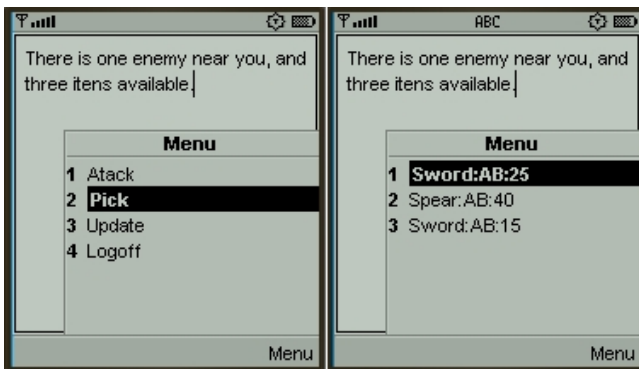 There is one enemy near you, and
three itens available.
Menu
1 Atack
2 Pick
3 Update
4 Logoff
Menu
ABC
There is one enemy near you, and
three itens available.
Menu
1 Sword:AB:25
2 Spear:AB:40
3 Sword:AB:15
Menu